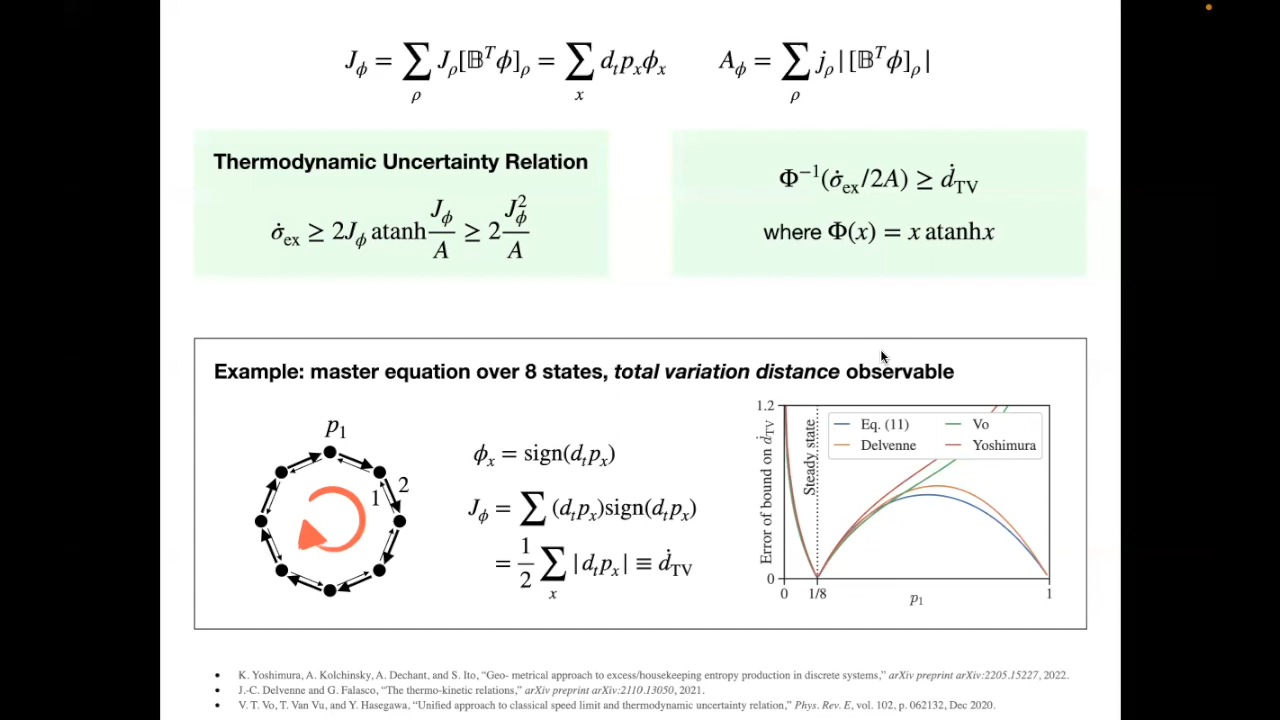 J_ϕ = ∑_ρ J_ρ[𝔹^T ϕ]_ρ = ∑_x d_t p_x ϕ_x    A_ϕ = ∑_ρ j_ρ | [𝔹^T ϕ]_ρ |
Thermodynamic Uncertainty Relation
σ̇_ex ≥ 2J_ϕ atanh J_ϕ/A ≥ 2 J_ϕ^2/A
Φ^−1(σ̇_ex/2A) ≥ ḋ_TV
where Φ(x) = x atanhx
Example: master equation over 8 states, total variation distance observable
p_1
1
2
ϕ_x = sign(d_t p_x)
J_ϕ = ∑ (d_t p_x)sign(d_t p_x)
= 1/2 ∑_x |d_t p_x| ≡ ḋ_TV
Error of bound on ḋ_TV
1.2
0
Steady state
Eq. (11)
Delvenne
Vo
Yoshimura
0
1/8
p_1
1
• K. Yoshimura, A. Kolchinsky, A. Dechant, and S. Ito, “Geo- metrical approach to excess/housekeeping entropy production in discrete systems,” arXiv preprint arXiv:2205.15227, 2022.
• J.-C. Delvenne and G. Falasco, “The thermo-kinetic relations,” arXiv preprint arXiv:2110.13050, 2021.
• V. T. Vo, T. Van Vu, and Y. Hasegawa, “Unified approach to classical speed limit and thermodynamic uncertainty relation,” Phys. Rev. E, vol. 102, p. 062132, Dec 2020.